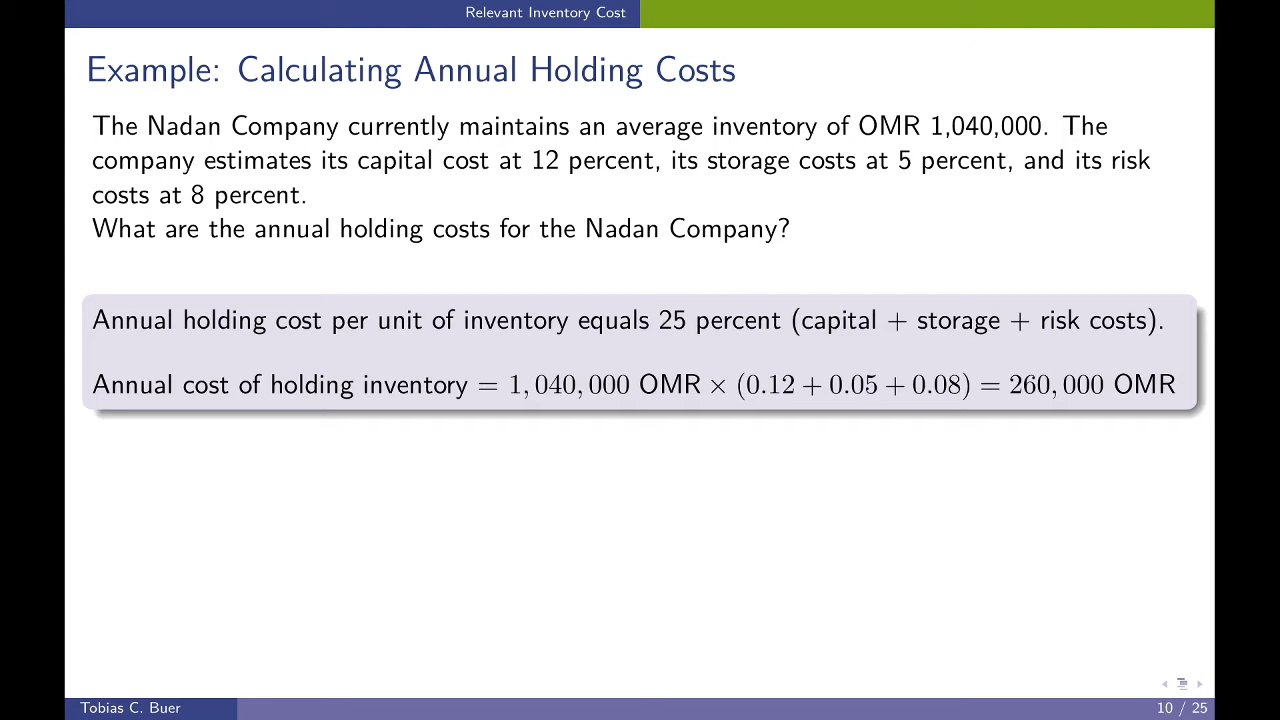 Relevant Inventory Cost
Example: Calculating Annual Holding Costs
The Nadan Company currently maintains an average inventory of OMR 1,040,000. The
company estimates its capital cost at 12 percent, its storage costs at 5 percent, and its risk
costs at 8 percent.
What are the annual holding costs for the Nadan Company?
Annual holding cost per unit of inventory equals 25 percent (capital + storage + risk costs).
Annual cost of holding inventory = 1, 040, 000 OMR × (0.12 + 0.05 + 0.08) = 260, 000 OMR
Tobias C. Buer
10 / 25